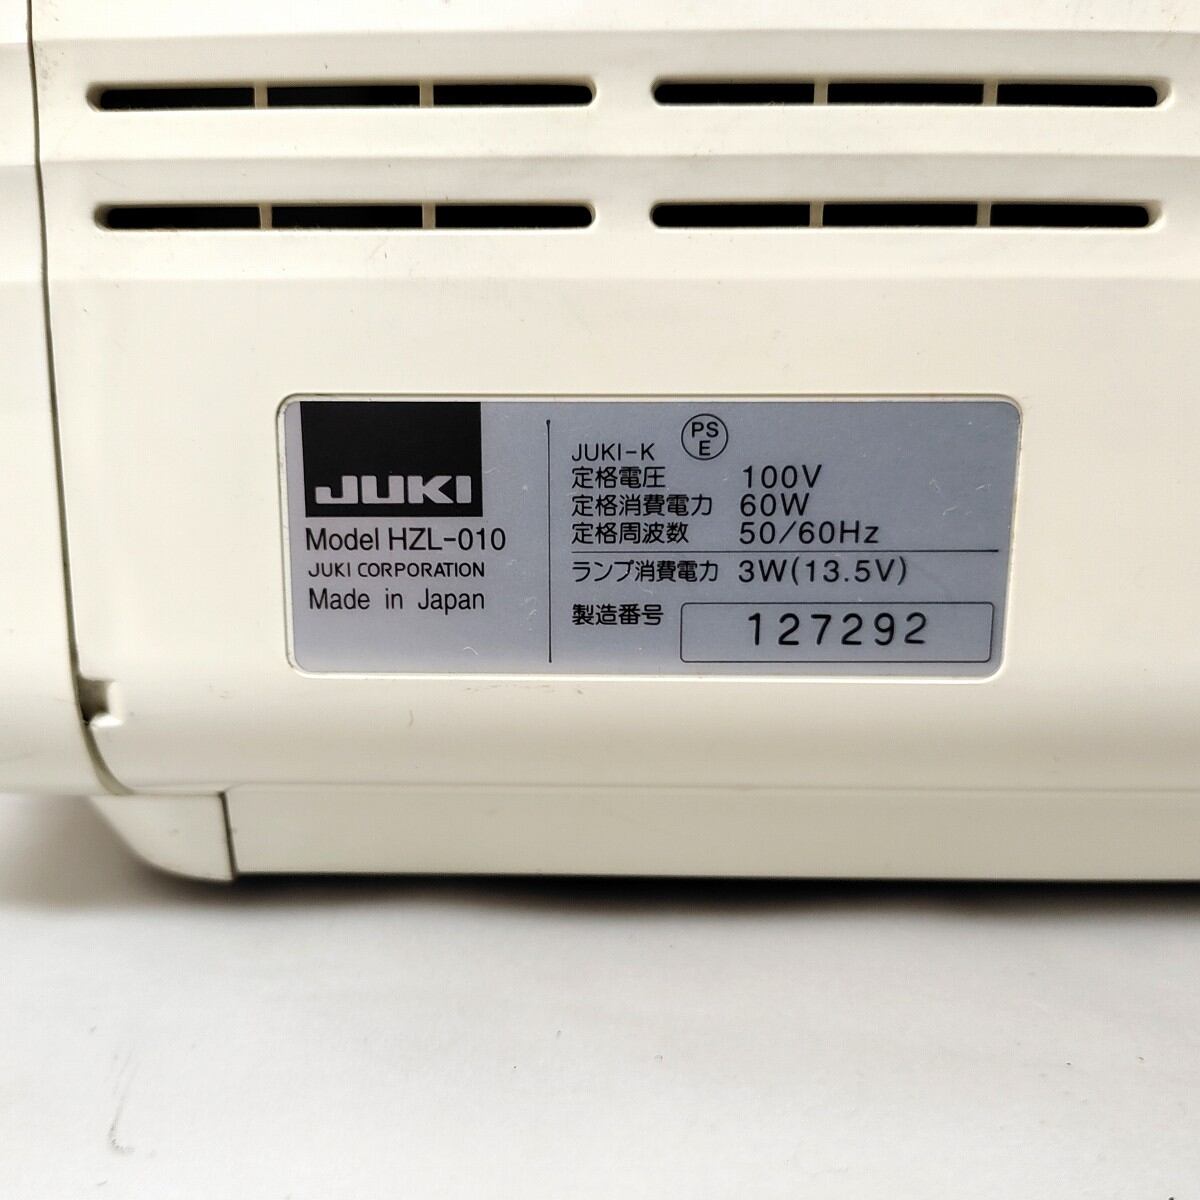 JUKI
Model HZL-010
JUKI CORPORATION
Made in Japan
PS
E
JUKI-K
定格電圧 100V
定格消費電力 60W
定格周波数 50/60Hz
ランプ消費電力 3W(13.5V)
製造番号 127292